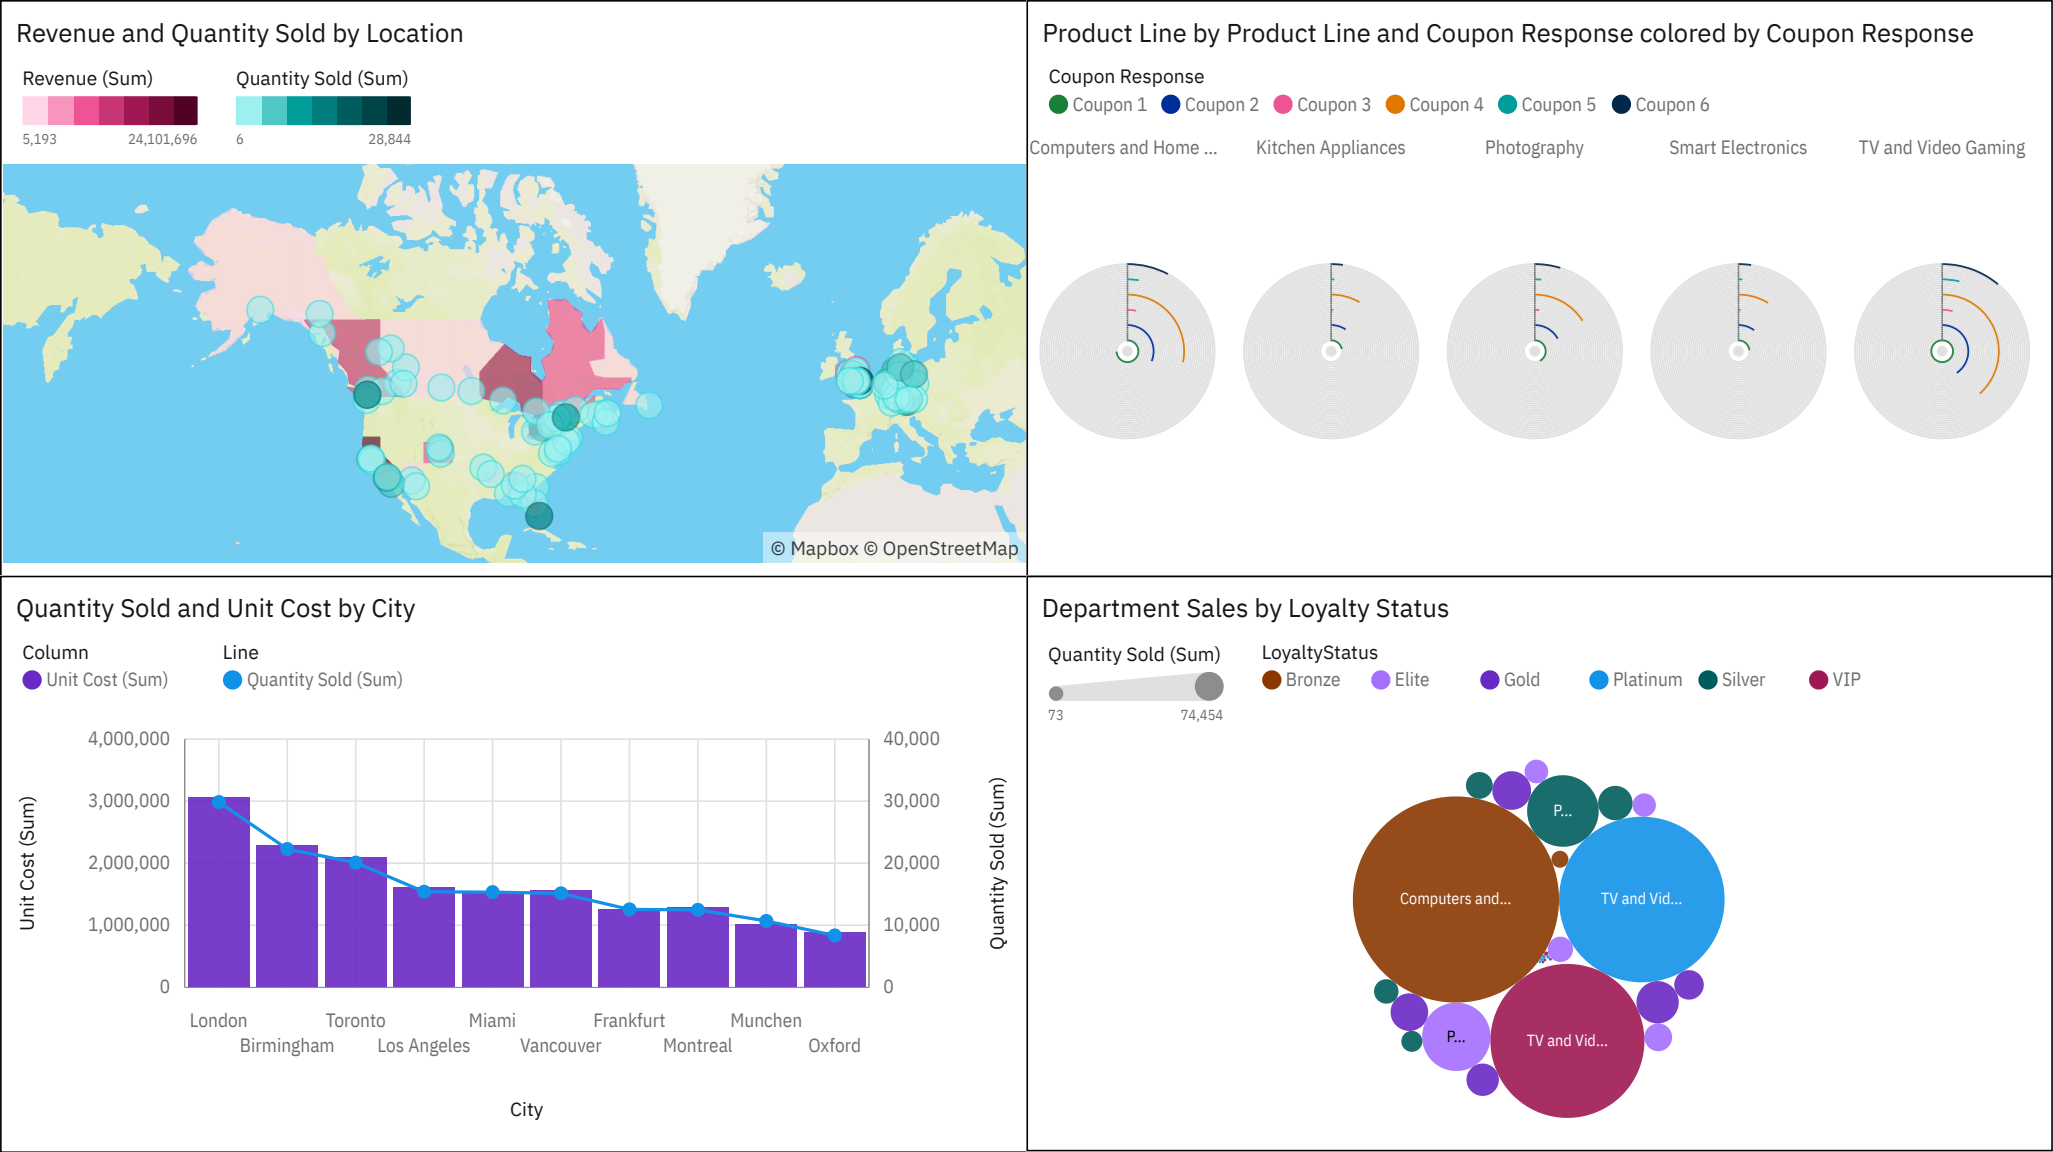 Revenue and Quantity Sold by Location
Revenue (Sum)
Quantity Sold (Sum)
5,193
24,101,696
6
28,844
© Mapbox © OpenStreetMap
Product Line by Product Line and Coupon Response colored by Coupon Response
Coupon Response
Coupon 1
Coupon 2
Coupon 3
Coupon 4
Coupon 5
Coupon 6
Computers and Home ...
Kitchen Appliances
Photography
Smart Electronics
TV and Video Gaming
Quantity Sold and Unit Cost by City
Column
Line
Unit Cost (Sum)
Quantity Sold (Sum)
Unit Cost (Sum)
4,000,000
3,000,000
2,000,000
1,000,000
0
40,000
30,000
20,000
10,000
0
Quantity Sold (Sum)
London
Birmingham
Toronto
Los Angeles
Miami
Vancouver
Frankfurt
Montreal
Munchen
Oxford
City
Department Sales by Loyalty Status
Quantity Sold (Sum)
73
74,454
LoyaltyStatus
Bronze
Elite
Gold
Platinum
Silver
VIP
P...
Computers and...
TV and Vid...
P...
TV and Vid...